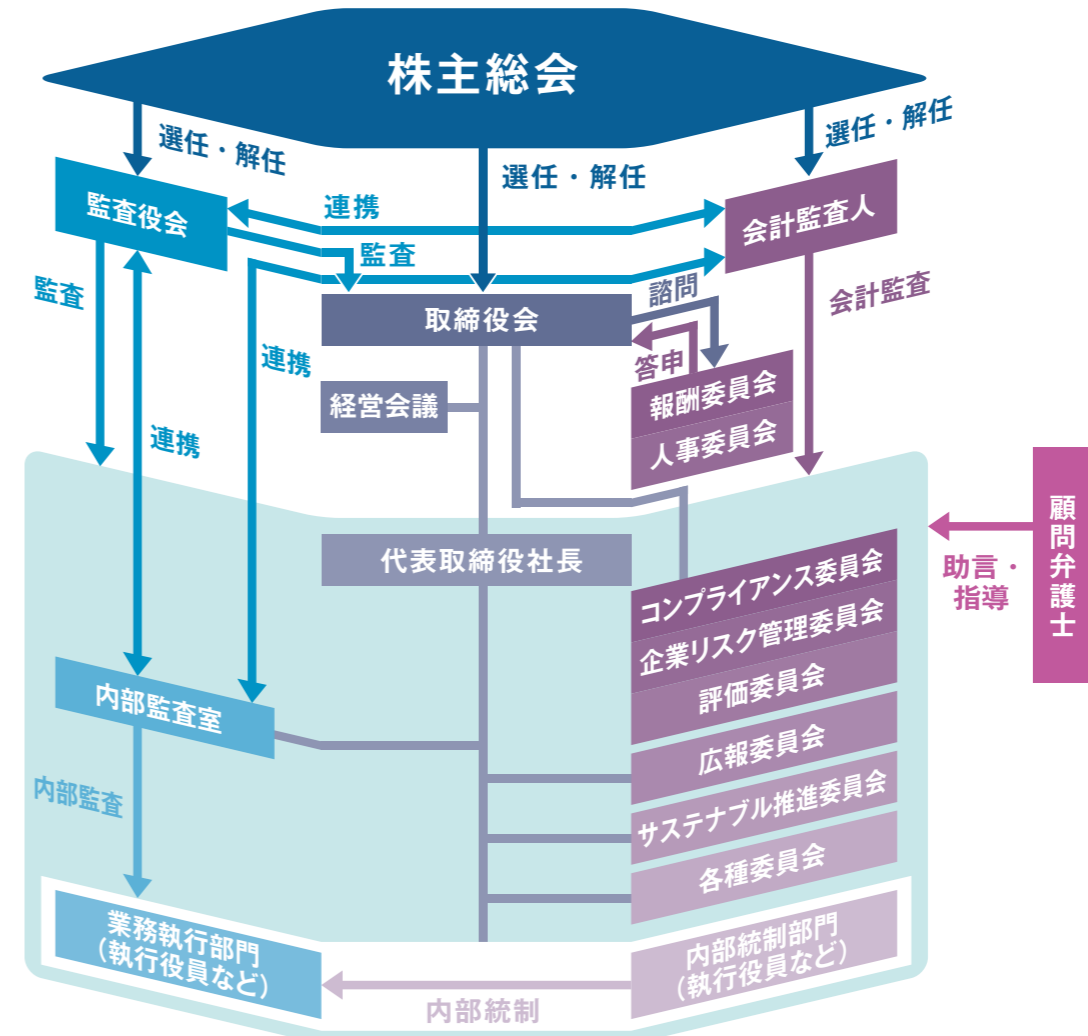 株主総会
選任・解任
選任・解任
選任・解任
監査役会
連携
会計監査人
監査
監査
会計監査
取締役会
諮問
答申
連携
経営会議
報酬委員会
人事委員会
連携
代表取締役社長
顧問弁護士
助言・
指導
コンプライアンス委員会
企業リスク管理委員会
評価委員会
内部監査室
広報委員会
内部監査
サステナブル推進委員会
各種委員会
業務執行部門
（執行役員など）
内部統制部門
（執行役員など）
内部統制